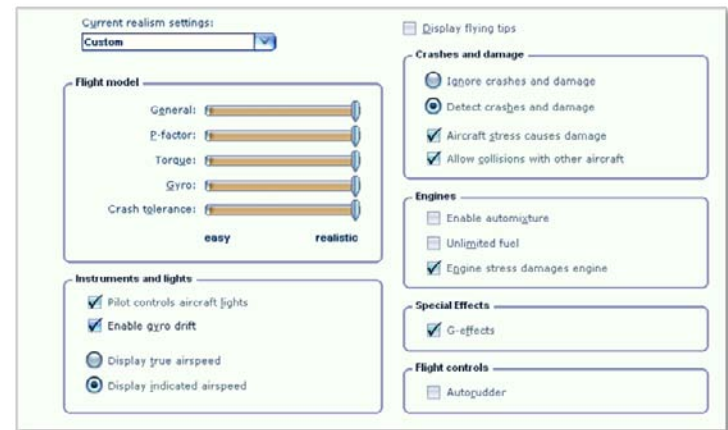 Current realism settings:
Custom
Flight model
General:
P-factor:
Torque:
Gyro:
Crash tolerance:
easy realistic
Instruments and lights
Pilot controls aircraft lights
Enable gyro drift
Display true airspeed
Display indicated airspeed
Display flying tips
Crashes and damage
Ignore crashes and damage
Detect crashes and damage
Aircraft stress causes damage
Allow collisions with other aircraft
Engines
Enable automixture
Unlimited fuel
Engine stress damages engine
Special Effects
G-effects
Flight controls
Autorudder